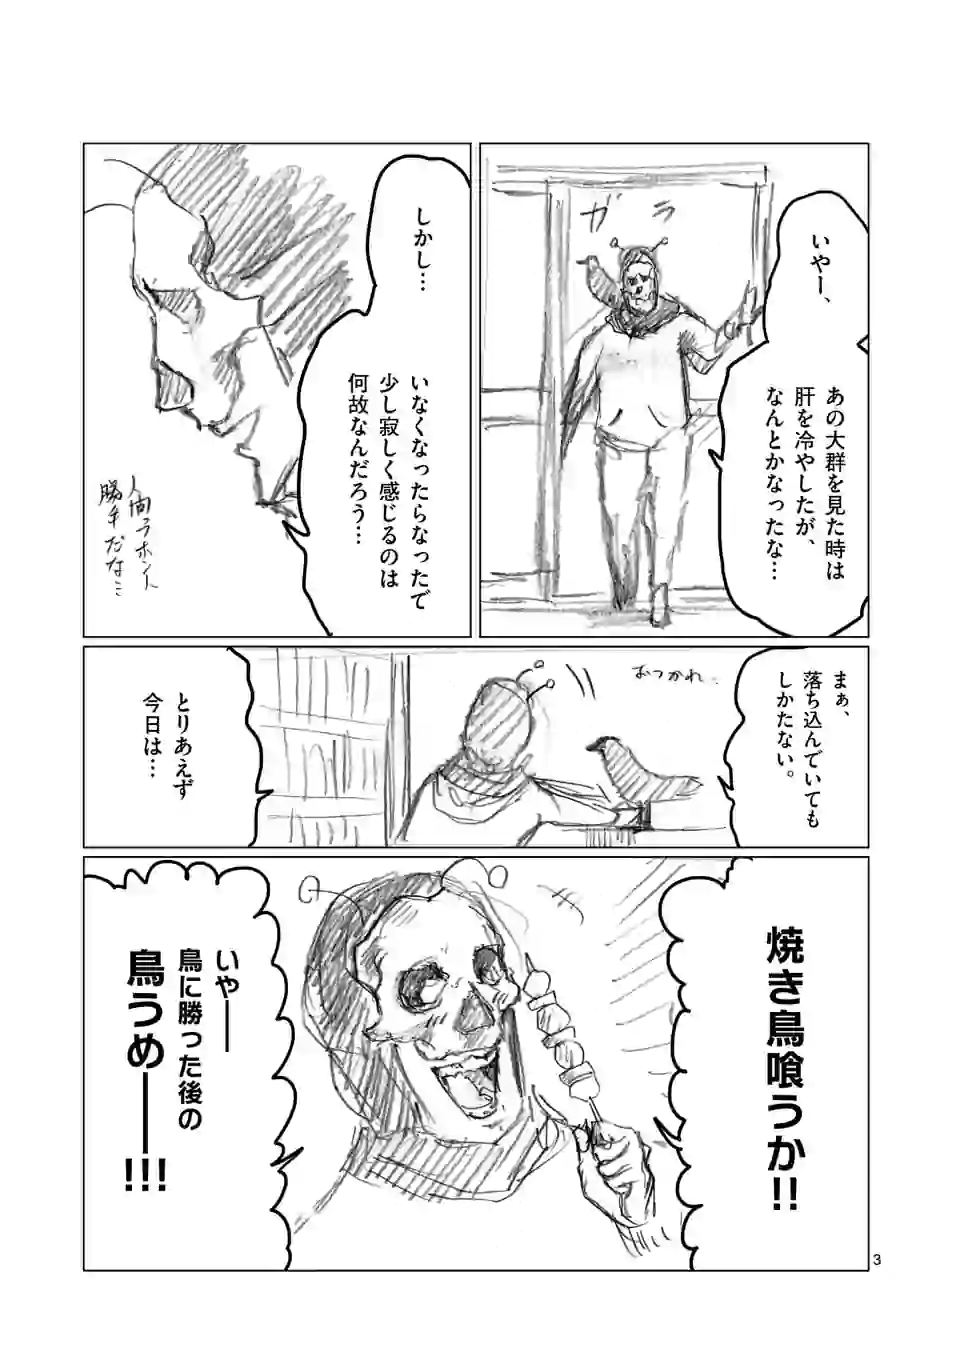 ガラ
いやー、
あの大群を見た時は
肝を冷やしたが、
なんとかなったな…
しかし…
いなくなったらなったで
少し寂しく感じるのは
何故なんだろう…
人間ってホント
勝手だな…
まぁ、
落ち込んでいても
しかたない。
おつかれ…
とりあえず
今日は…
焼き鳥喰うか!!
いや――
鳥に勝った後の
鳥うめ――!!!
3